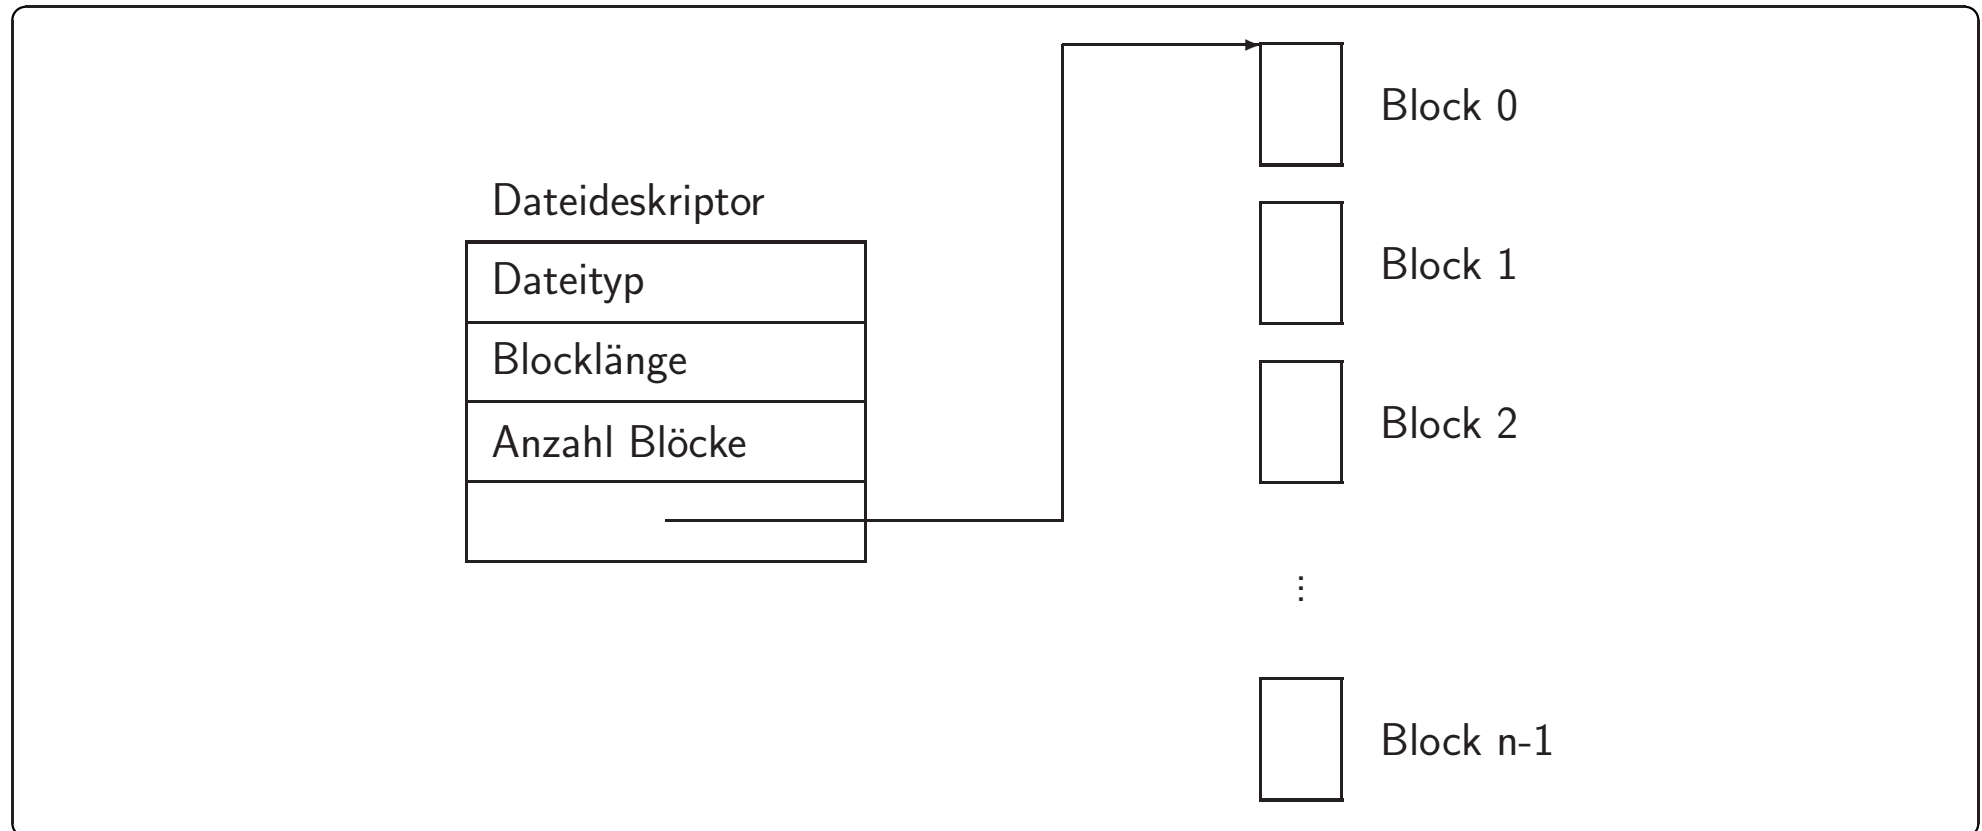 Dateideskriptor
Dateityp
Blocklänge
Anzahl Blöcke
Block 0
Block 1
Block 2
⋮
Block n-1